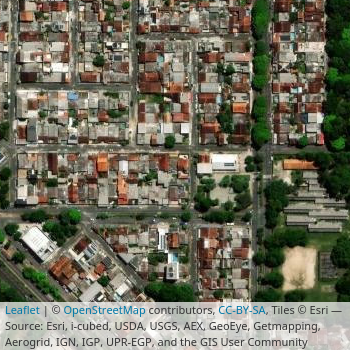 Leaflet | © OpenStreetMap contributors, CC-BY-SA, Tiles © Esri —
Source: Esri, i-cubed, USDA, USGS, AEX, GeoEye, Getmapping,
Aerogrid, IGN, IGP, UPR-EGP, and the GIS User Community